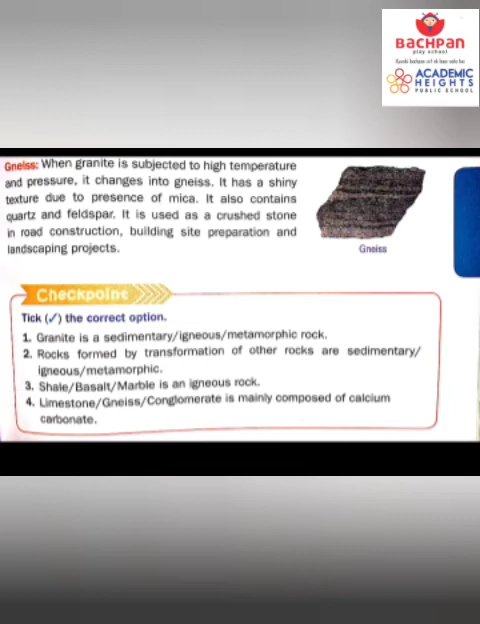 BACHPAN
play school
ACADEMIC
HEIGHTS
PUBLIC SCHOOL
Gneiss: When granite is subjected to high temperature
and pressure, it changes into gneiss. It has a shiny
texture due to presence of mica. It also contains
quartz and feldspar. It is used as a crushed stone
in road construction, building site preparation and
landscaping projects.
Gneiss
Checkpoint
Tick (✓) the correct option.
1. Granite is a sedimentary/igneous/metamorphic rock.
2. Rocks formed by transformation of other rocks are sedimentary/
igneous/metamorphic.
3. Shale/Basalt/Marble is an igneous rock.
4. Limestone/Gneiss/Conglomerate is mainly composed of calcium
carbonate.